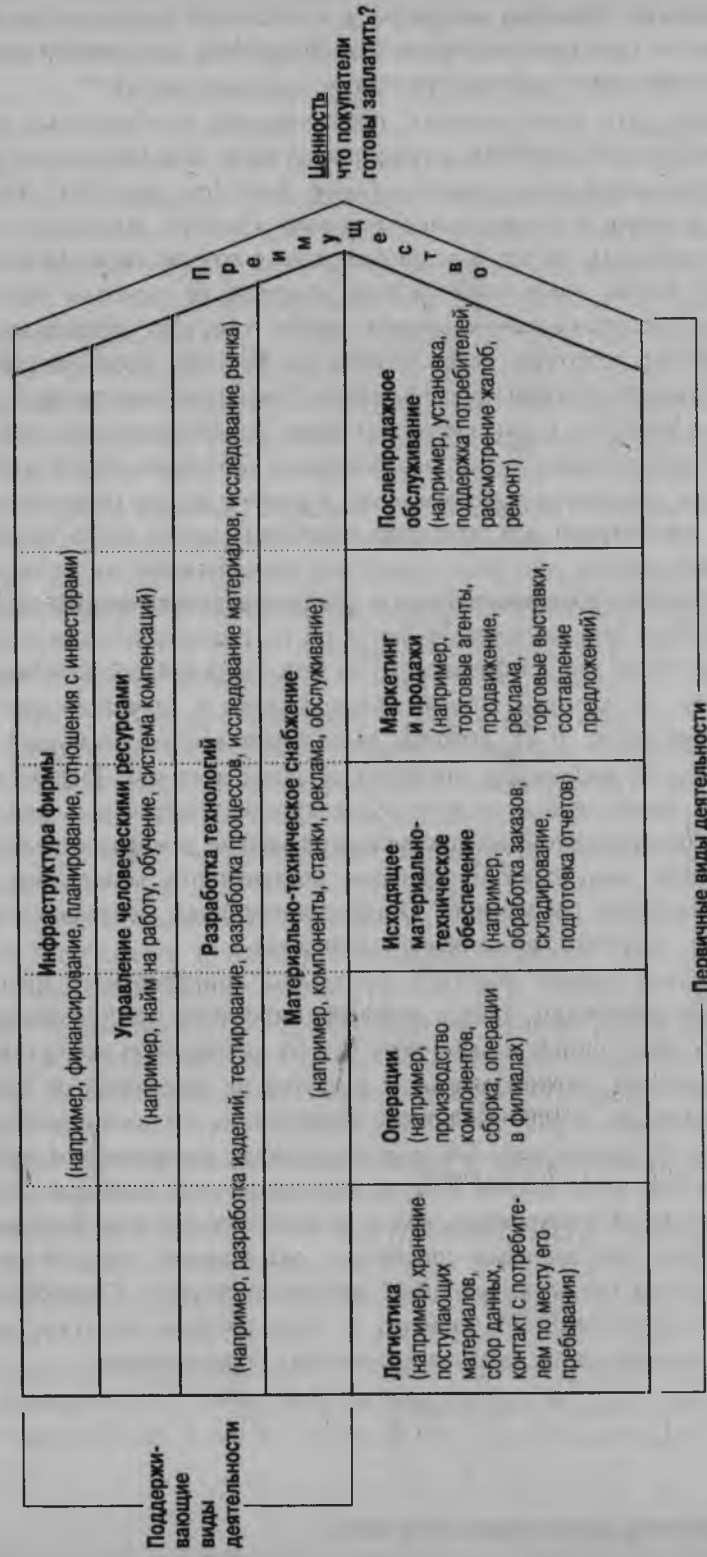 Поддержи-
вающие
виды
деятельности
Инфраструктура фирмы
(например, финансирование, планирование, отношения с инвесторами)
Управление человеческими ресурсами
(например, найм на работу, обучение, система компенсаций)
Разработка технологий
(например, разработка изделий, тестирование, разработка процессов, исследование материалов, исследование рынка)
Материально-техническое снабжение
(например, компоненты, станки, реклама, обслуживание)
Логистика
(например, хранение
поступающих
материалов,
сбор данных,
контакт с потребите-
лем по месту его
пребывания)
Операции
(например,
производство
компонентов,
сборка, операции
в филиалах)
Исходящее
материально-
техническое
обеспечение
(например,
обработка заказов,
складирование,
подготовка отчетов)
Маркетинг
и продажи
(например,
торговые агенты,
продвижение,
реклама,
торговые выставки,
составление
предложений)
Послепродажное
обслуживание
(например, установка,
поддержка потребителей,
рассмотрение жалоб,
ремонт)
Преимущество
Ценность
что покупатели
готовы заплатить?
Первичные виды деятельности